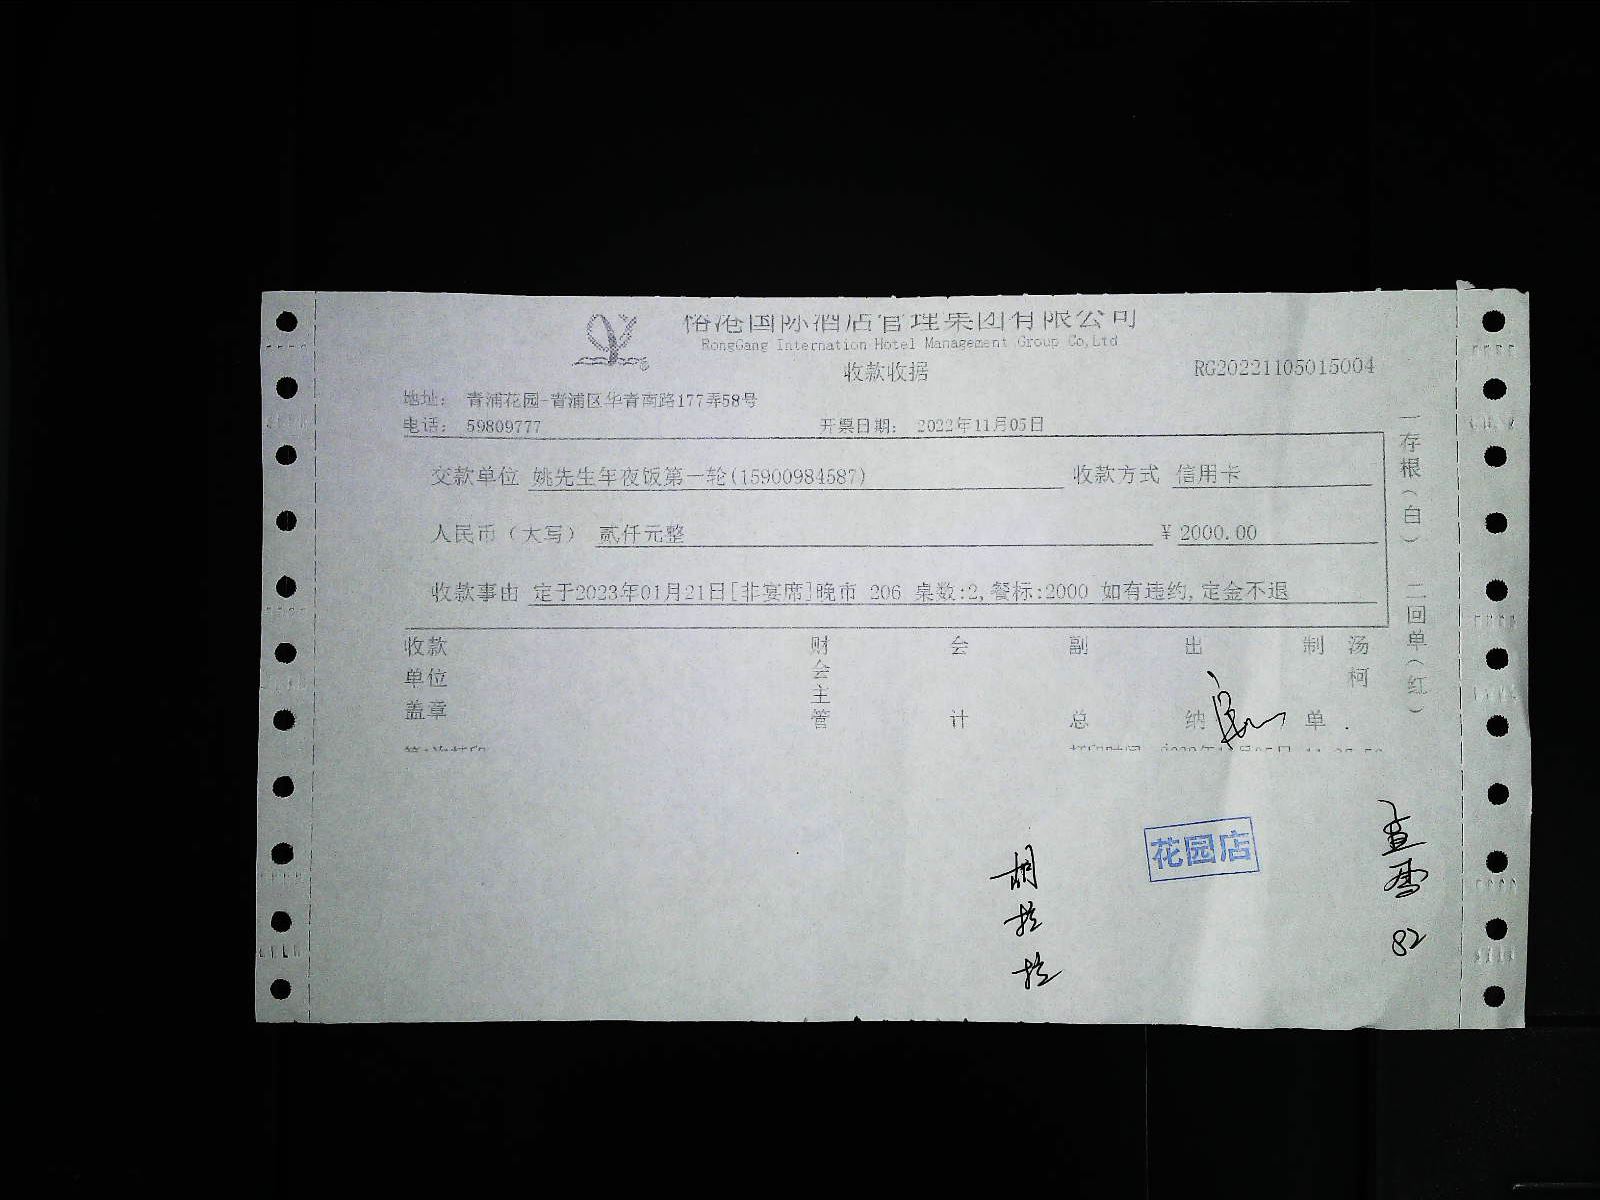 榕港国际酒店管理集团有限公司
RongGang Internation Hotel Management Group Co,Ltd
收款收据
RG20221105015004
地址： 青浦花园-青浦区华青南路177弄58号
电话： 59809777
开票日期： 2022年11月05日
交款单位 姚先生年夜饭第一轮(15900984587)
收款方式 信用卡
人民币（大写） 贰仟元整
¥ 2000.00
收款事由 定于2023年01月21日[非宴席]晚市 206 桌数:2,餐标:2000 如有违约,定金不退
收款单位盖章
财会主管
会计
副总
出纳
制单.
汤柯
一存根（白） 二回单（红）
花园店
胡拉拉
82